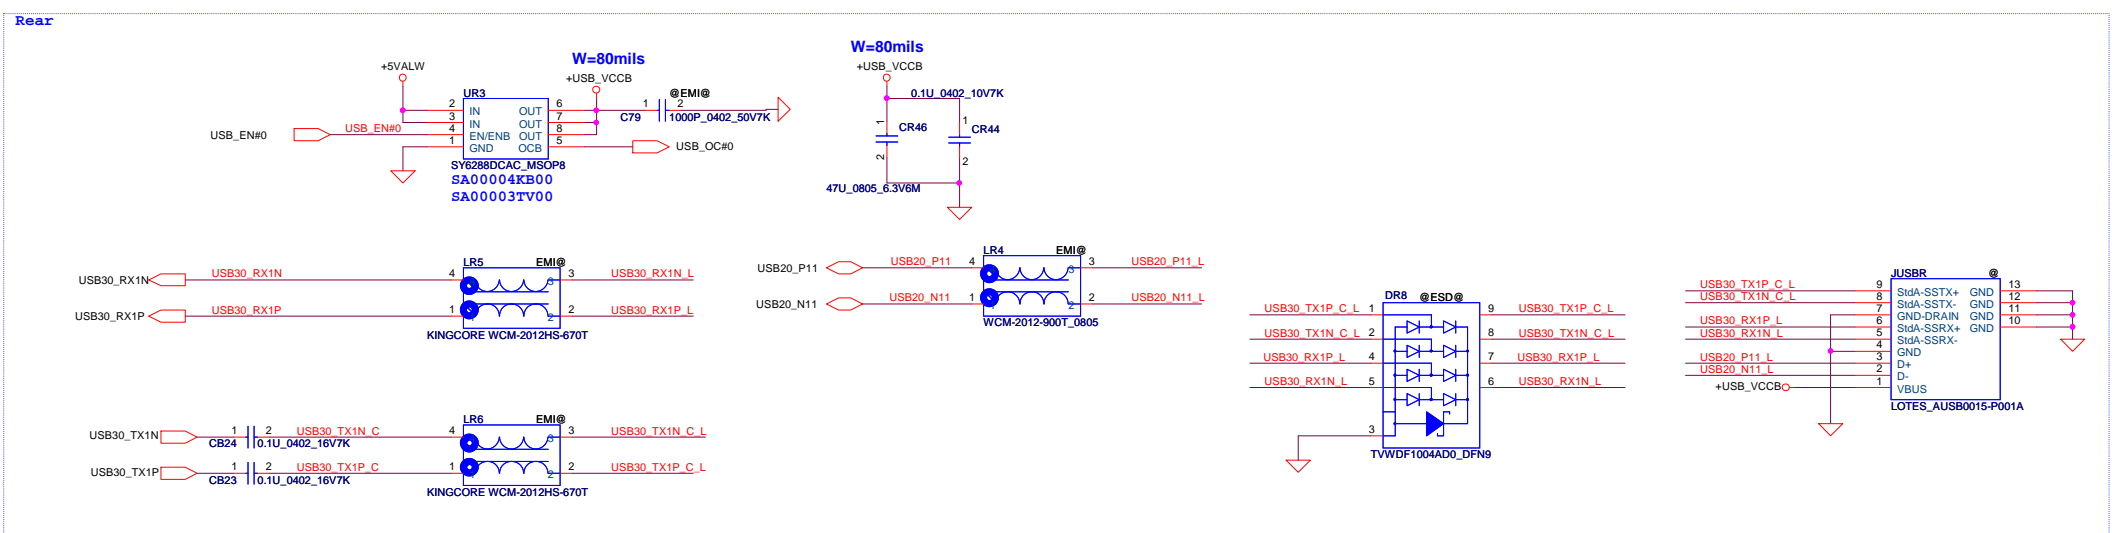 Rear
W=80mils
+5VALW
+USB_VCCB
UR3
@EMI@
2 IN OUT 6
3 IN OUT 7
4 EN/ENB OUT 8
1 GND OCB 5
USB_EN#0
USB_EN#0
USB_OC#0
1 2
C79
1000P_0402_50V7K
SY6288DCAC_MSOP8
SA00004KB00
SA00003TV00
W=80mils
+USB_VCCB
0.1U_0402_10V7K
1
CR46
2
1
CR44
2
47U_0805_6.3V6M
LR5 EMI@
USB30_RX1N USB30_RX1N 4 3 USB30_RX1N_L
USB30_RX1P USB30_RX1P 1 2 USB30_RX1P_L
KINGCORE WCM-2012HS-670T
LR4 EMI@
USB20_P11 USB20_P11 4 3 USB20_P11_L
USB20_N11 USB20_N11 1 2 USB20_N11_L
WCM-2012-900T_0805
LR6 EMI@
USB30_TX1N 1 2 USB30_TX1N_C 4 3 USB30_TX1N_C_L
CB24 0.1U_0402_16V7K
USB30_TX1P 1 2 USB30_TX1P_C 1 2 USB30_TX1P_C_L
CB23 0.1U_0402_16V7K
KINGCORE WCM-2012HS-670T
DR8 @ESD@
USB30_TX1P_C_L 1 9 USB30_TX1P_C_L
USB30_TX1N_C_L 2 8 USB30_TX1N_C_L
USB30_RX1P_L 4 7 USB30_RX1P_L
USB30_RX1N_L 5 6 USB30_RX1N_L
3
TVWDF1004AD0_DFN9
JUSBR @
USB30_TX1P_C_L 9 StdA-SSTX+ GND 13
USB30_TX1N_C_L 8 StdA-SSTX- GND 12
7 GND-DRAIN GND 11
USB30_RX1P_L 6 StdA-SSRX+ GND 10
USB30_RX1N_L 5 StdA-SSRX-
4 GND
USB20_P11_L 3 D+
USB20_N11_L 2 D-
+USB_VCCB 1 VBUS
LOTES_AUSB0015-P001A